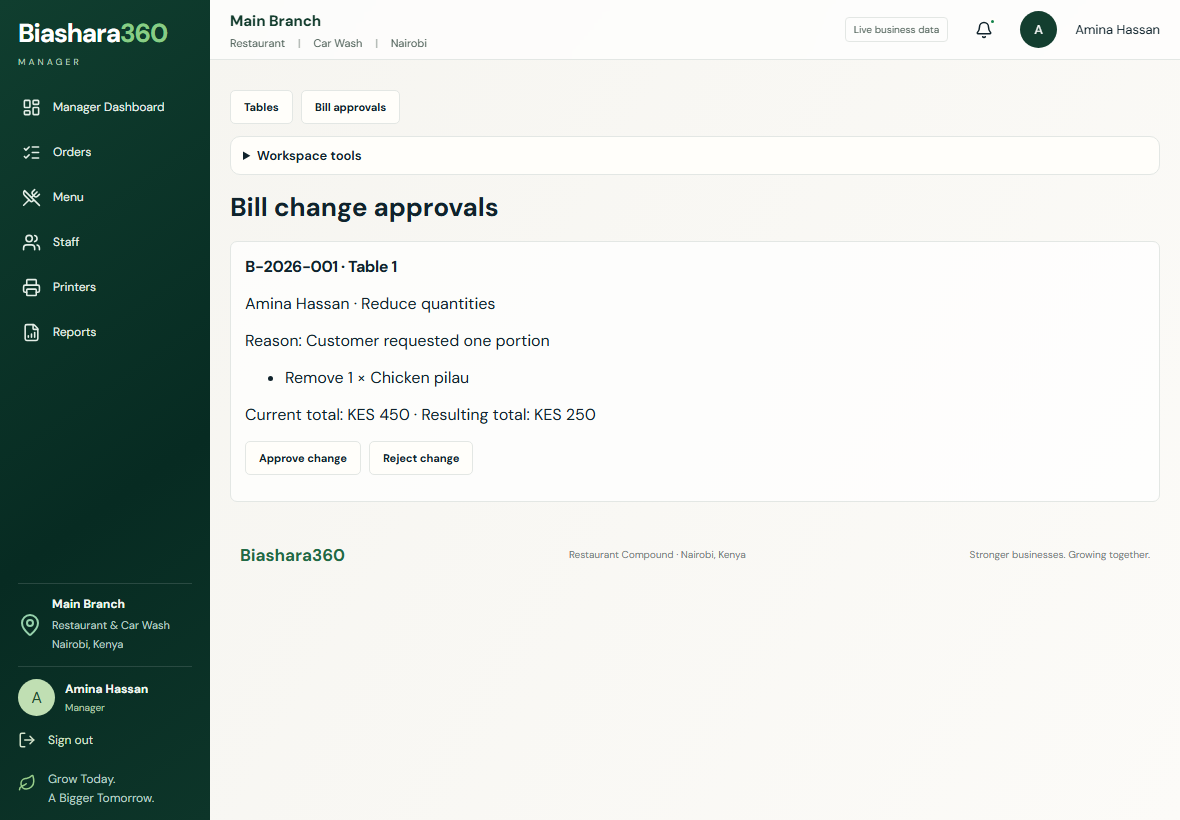 Biashara360
MANAGER
Manager Dashboard
Orders
Menu
Staff
Printers
Reports
Main Branch
Restaurant & Car Wash
Nairobi, Kenya
A
Amina Hassan
Manager
Sign out
Grow Today.
A Bigger Tomorrow.
Main Branch
Restaurant | Car Wash | Nairobi
Live business data
A
Amina Hassan
Tables
Bill approvals
Workspace tools
Bill change approvals
B-2026-001 · Table 1
Amina Hassan · Reduce quantities
Reason: Customer requested one portion
• Remove 1 × Chicken pilau
Current total: KES 450 · Resulting total: KES 250
Approve change
Reject change
Biashara360
Restaurant Compound · Nairobi, Kenya
Stronger businesses. Growing together.